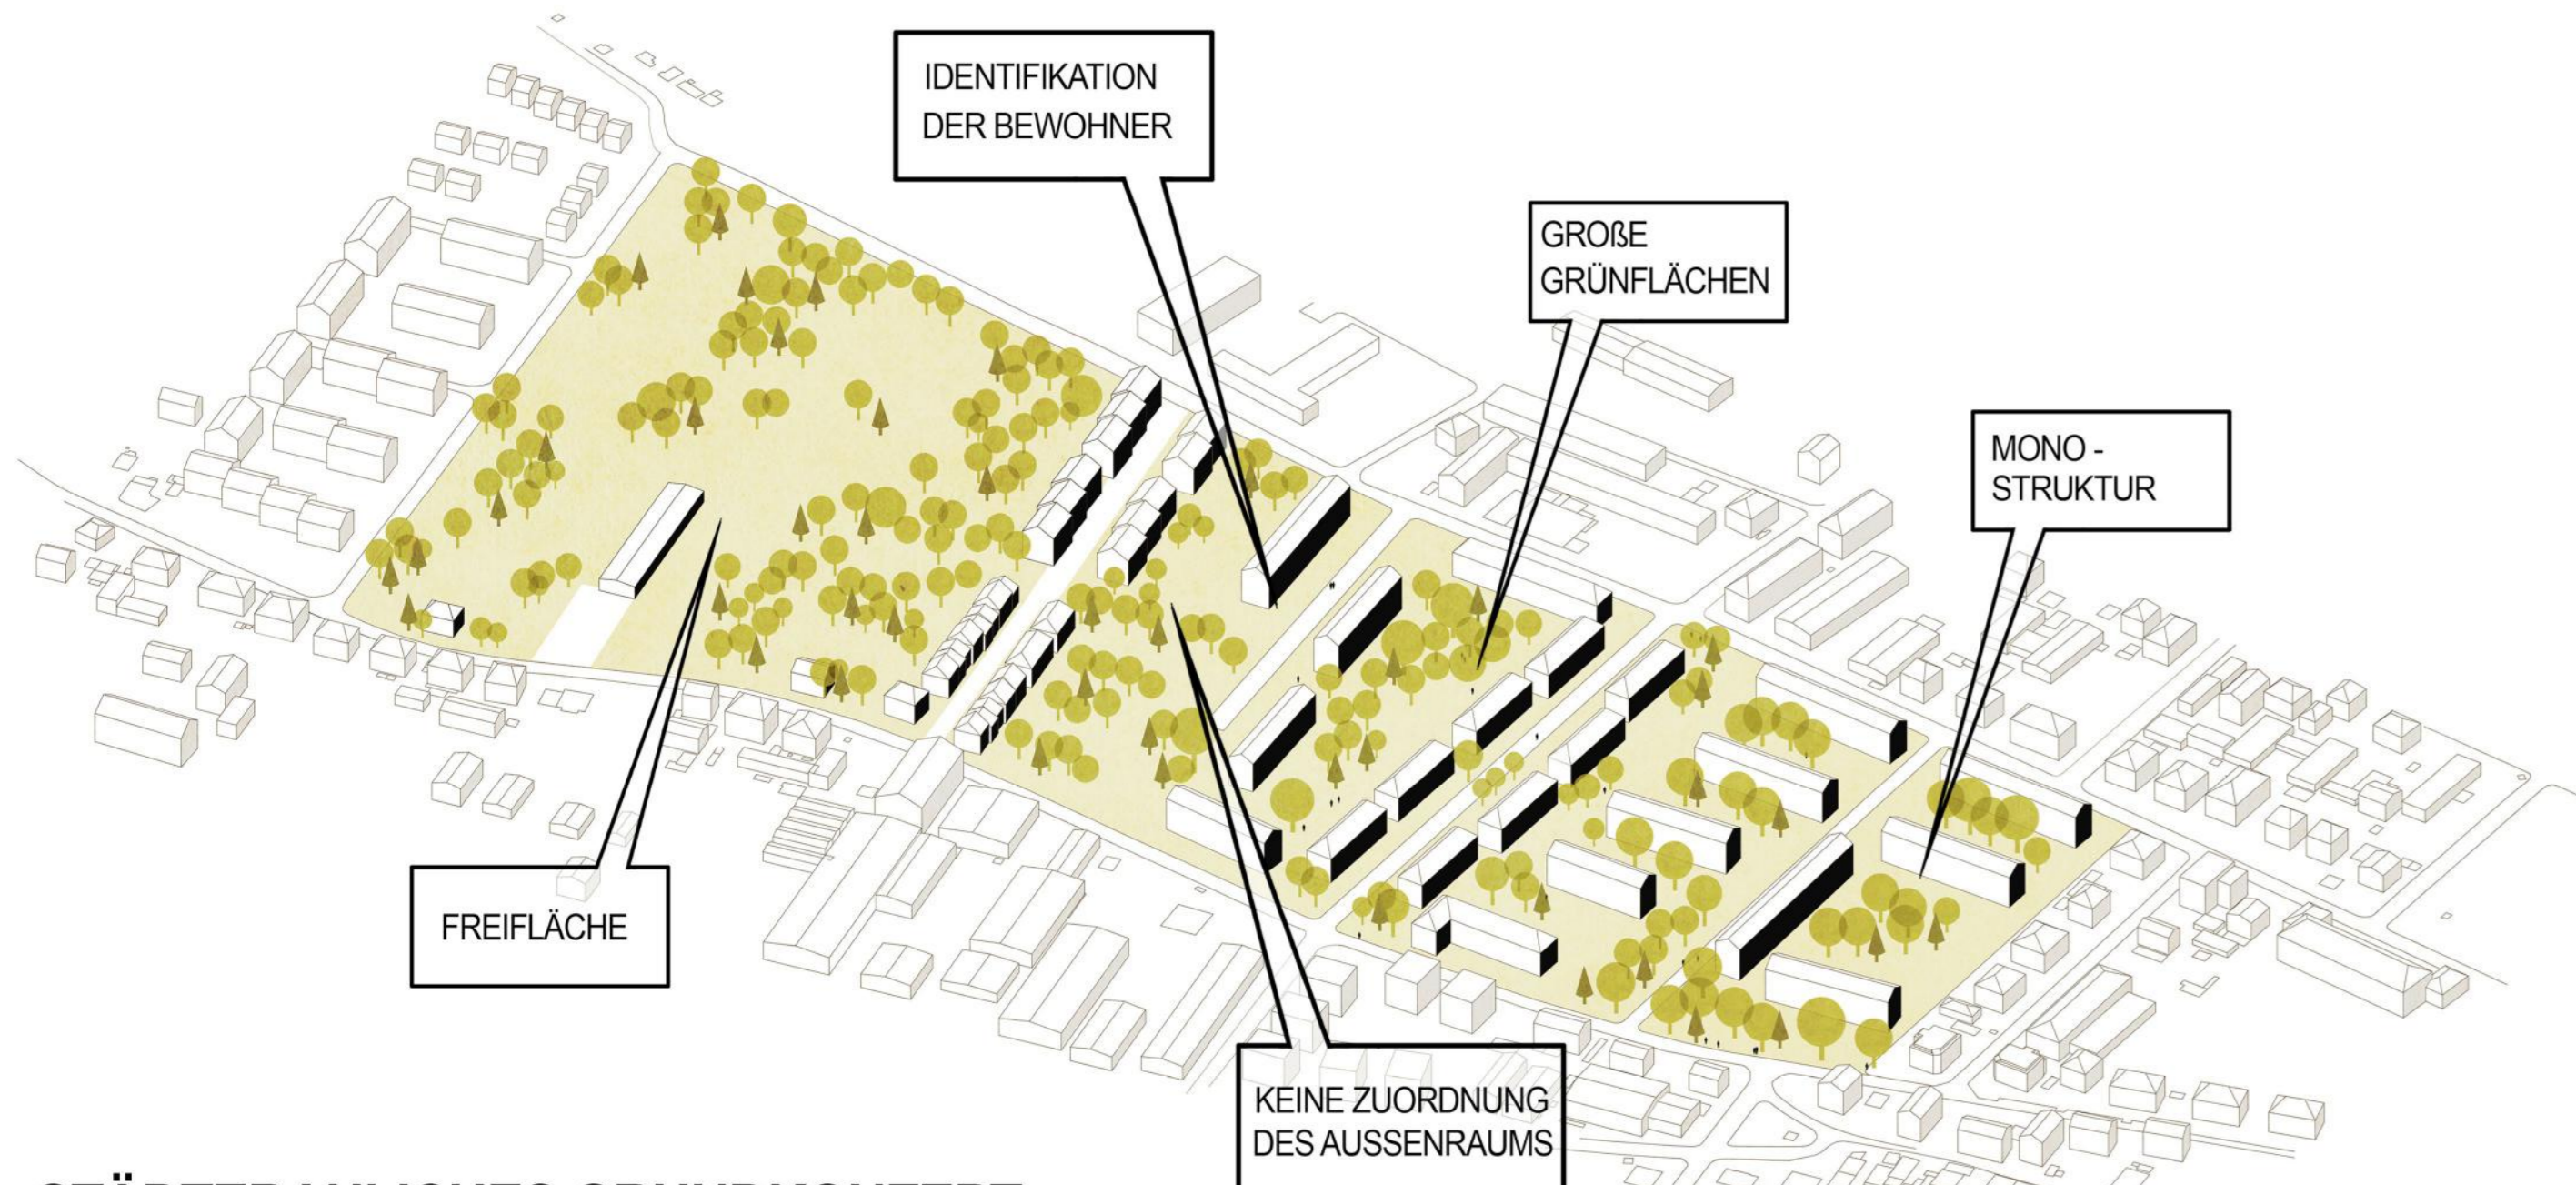 IDENTIFIKATION
DER BEWOHNER
GROßE
GRÜNFLÄCHEN
MONO -
STRUKTUR
FREIFLÄCHE
KEINE ZUORDNUNG
DES AUSSENRAUMS